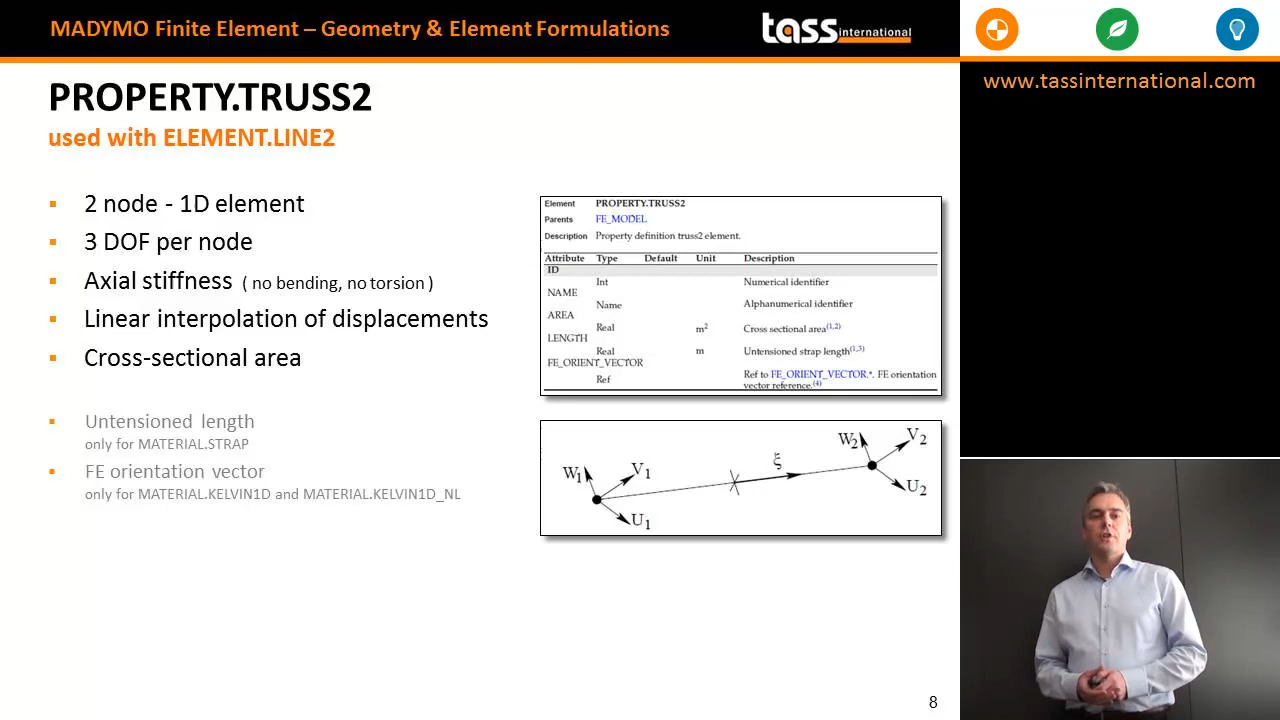 MADYMO Finite Element – Geometry & Element Formulations
tass international
www.tassinternational.com
PROPERTY.TRUSS2
used with ELEMENT.LINE2
▪ 2 node - 1D element
▪ 3 DOF per node
▪ Axial stiffness ( no bending, no torsion )
▪ Linear interpolation of displacements
▪ Cross-sectional area
▪ Untensioned length
only for MATERIAL.STRAP
▪ FE orientation vector
only for MATERIAL.KELVIN1D and MATERIAL.KELVIN1D_NL
Element PROPERTY.TRUSS2
Parents FE_MODEL
Description Property definition truss2 element.
Attribute Type Default Unit Description
ID
Int Numerical identifier
NAME
Name Alphanumerical identifier
AREA
Real m2 Cross sectional area(1,2)
LENGTH
Real m Untensioned strap length(1,3)
FE_ORIENT_VECTOR
Ref Ref to FE_ORIENT_VECTOR.*. FE orientation
vector reference.(4)
W1 V1 U1 ξ W2 V2 U2
8